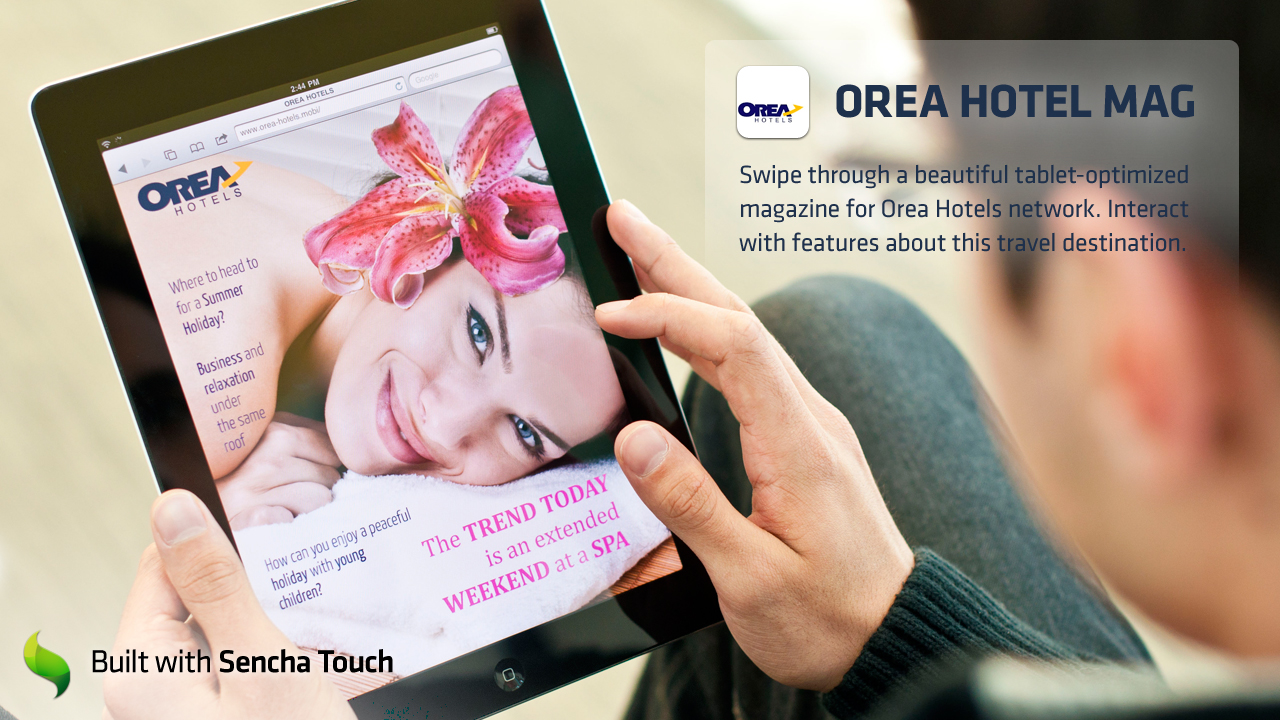 2:44 PM
OREA HOTELS
www.orea-hotels.mobi/
Google
OREA
HOTELS
Where to head to
for a Summer
Holiday?
Business and
relaxation
under
the same
roof
How can you enjoy a peaceful
holiday with young
children?
The TREND TODAY
is an extended
WEEKEND at a SPA
OREA
HOTELS
OREA HOTEL MAG
Swipe through a beautiful tablet-optimized
magazine for Orea Hotels network. Interact
with features about this travel destination.
Built with Sencha Touch